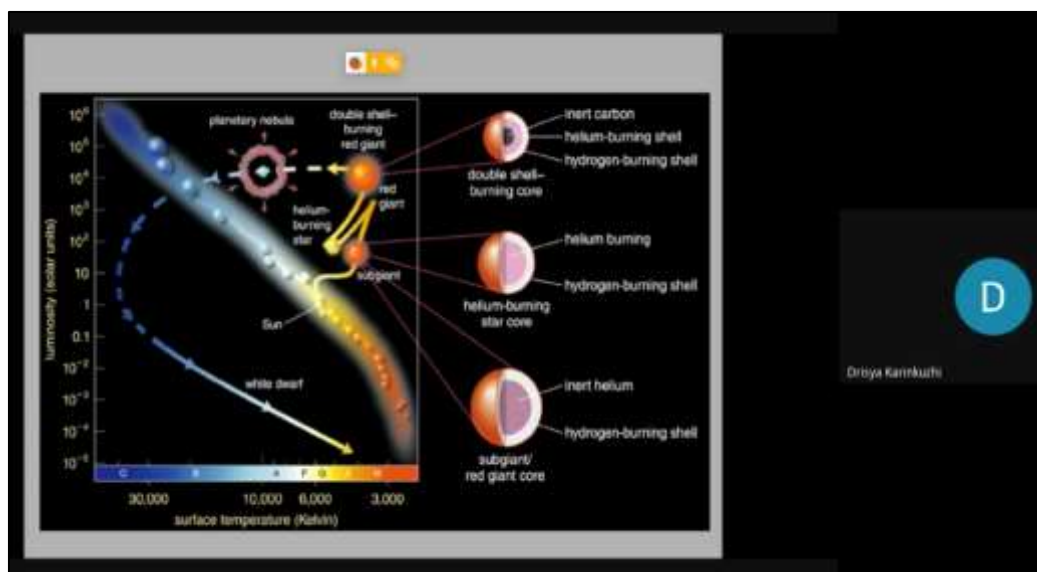 planetary nebula
double shell–
burning
red giant
red
giant
helium-
burning
star
subgiant
Sun
white dwarf
luminosity (solar units)
10⁶
10⁵
10⁴
10³
10²
10
1
0.1
10⁻²
10⁻³
10⁻⁴
10⁻⁵
O B A F G K M
30,000 10,000 6,000 3,000
surface temperature (Kelvin)
inert carbon
helium-burning shell
hydrogen-burning shell
double shell–
burning core
helium burning
hydrogen-burning shell
helium-burning
star core
inert helium
hydrogen-burning shell
subgiant/
red giant core
D
Drisya Karinkuzhi